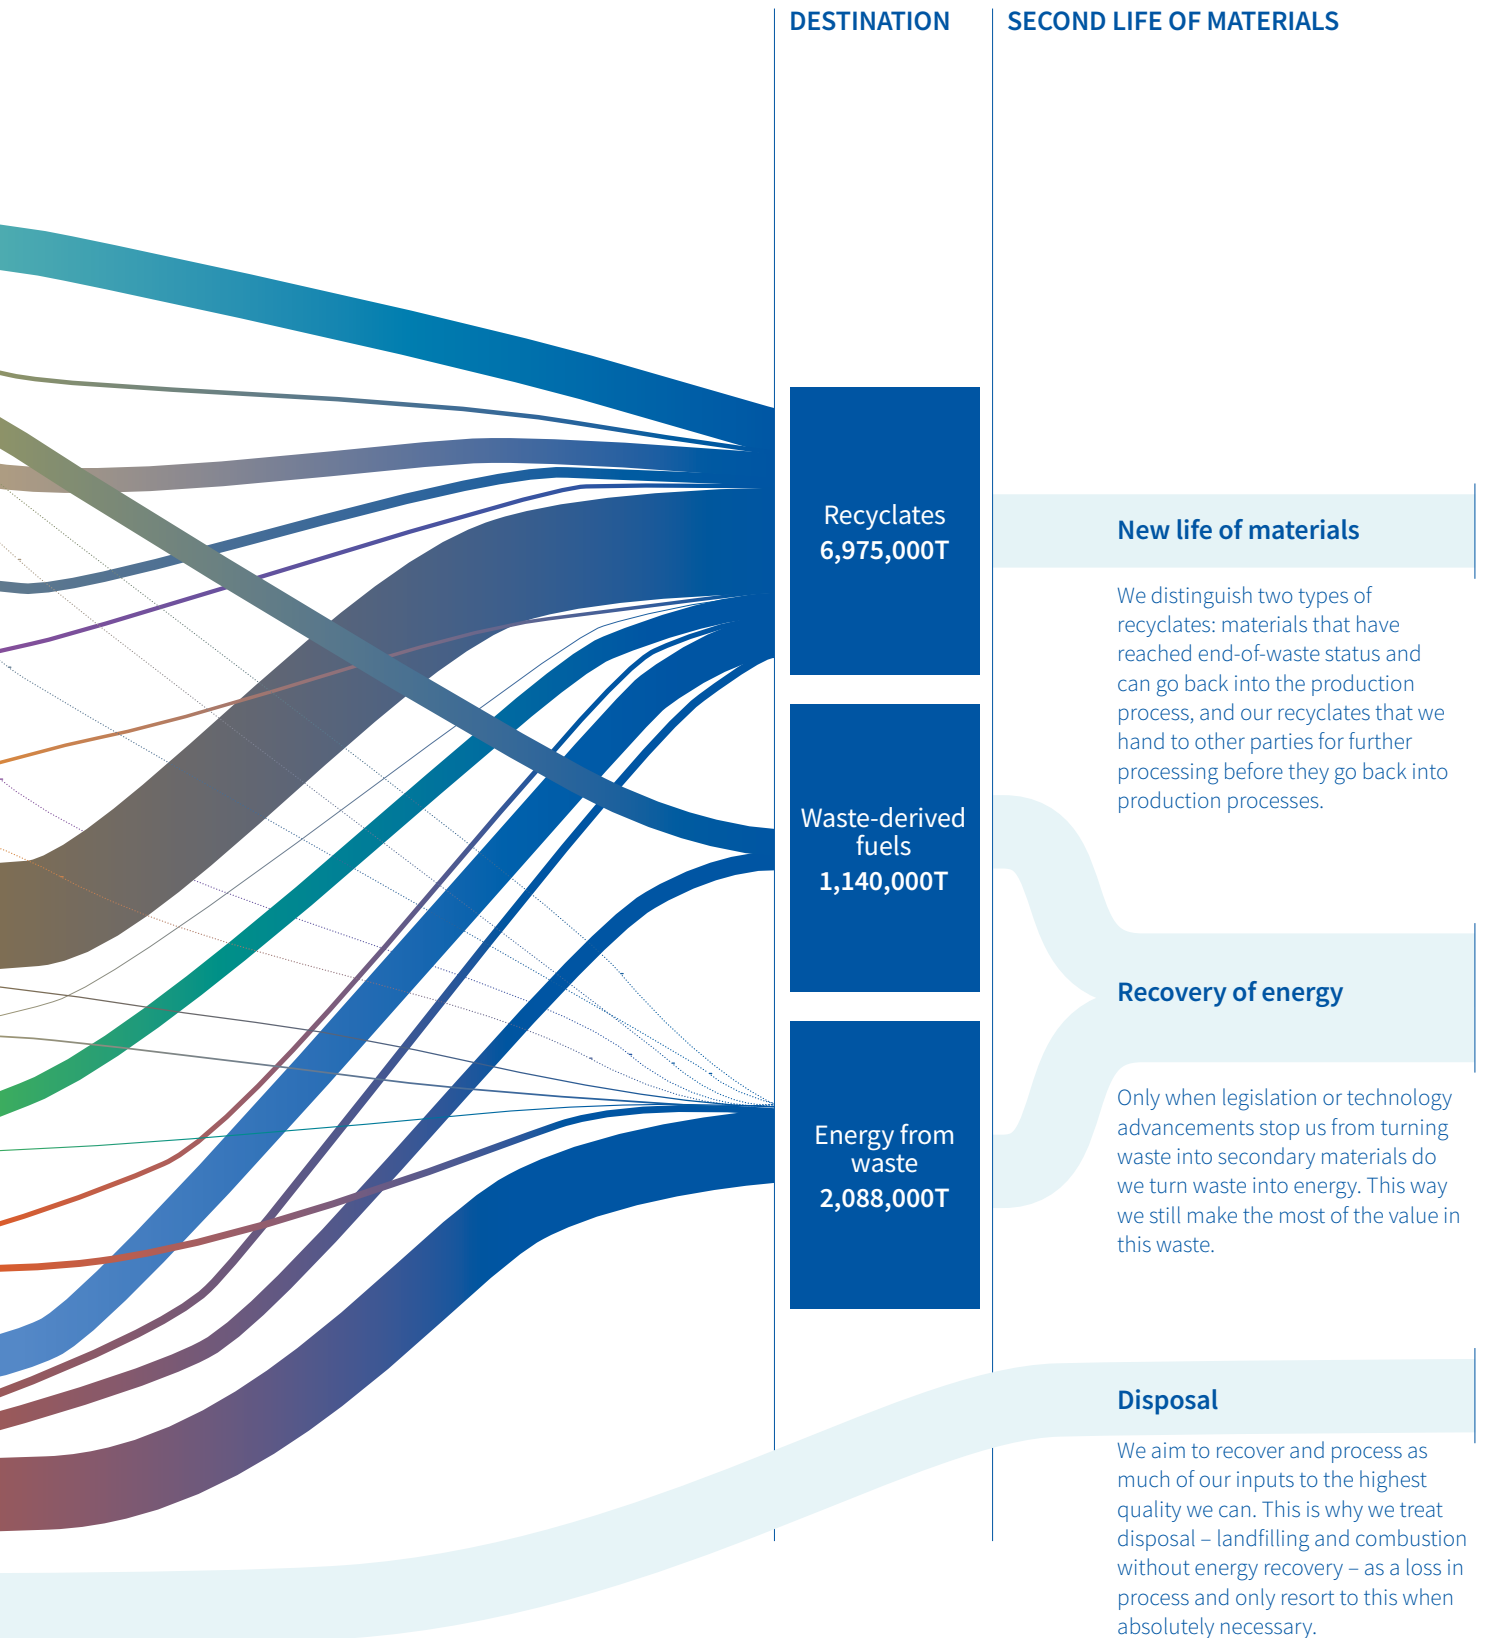 DESTINATION
SECOND LIFE OF MATERIALS
Recyclates
6,975,000T
New life of materials
We distinguish two types of
recyclates: materials that have
reached end-of-waste status and
can go back into the production
process, and our recyclates that we
hand to other parties for further
processing before they go back into
production processes.
Waste-derived
fuels
1,140,000T
Recovery of energy
Only when legislation or technology
advancements stop us from turning
waste into secondary materials do
we turn waste into energy. This way
we still make the most of the value in
this waste.
Energy from
waste
2,088,000T
Disposal
We aim to recover and process as
much of our inputs to the highest
quality we can. This is why we treat
disposal – landfilling and combustion
without energy recovery – as a loss in
process and only resort to this when
absolutely necessary.